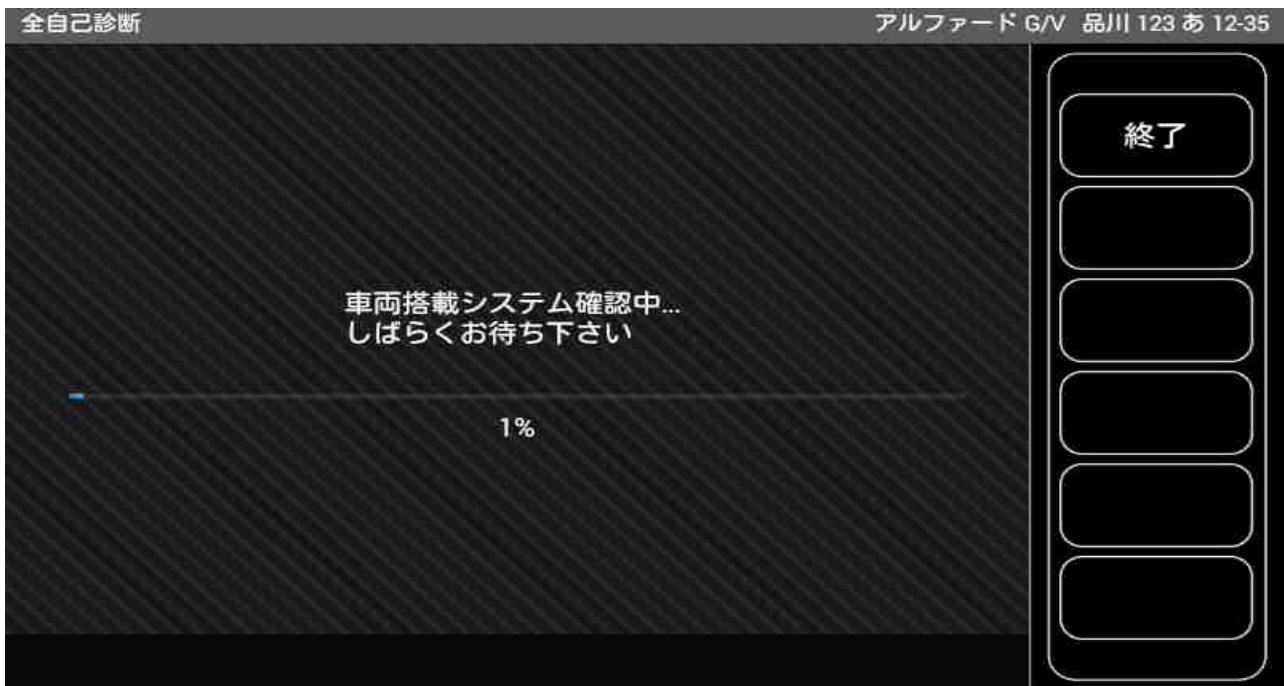 全自己診断
アルファード G/V 品川 123 あ 12-35
終了
車両搭載システム確認中...
しばらくお待ち下さい
1%